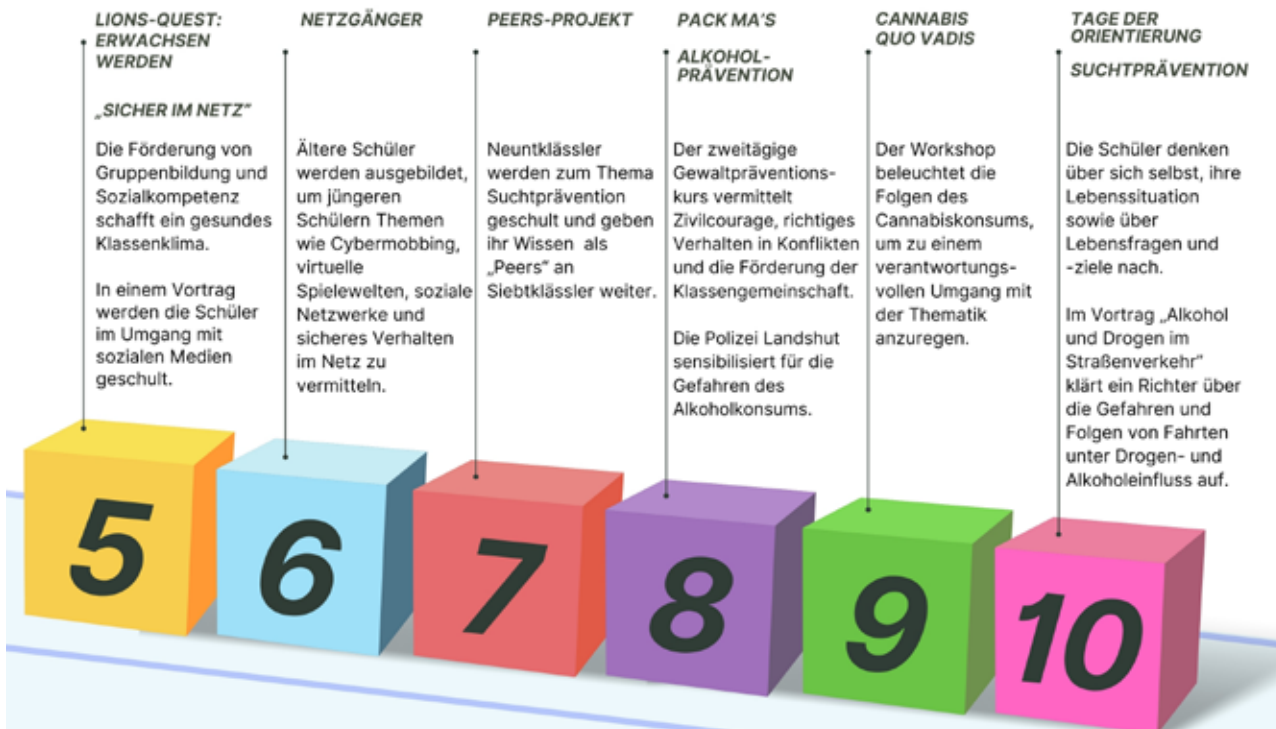 LIONS-QUEST:
ERWACHSEN
WERDEN
„SICHER IM NETZ"
Die Förderung von
Gruppenbildung und
Sozialkompetenz
schafft ein gesundes
Klassenklima.
In einem Vortrag
werden die Schüler
im Umgang mit
sozialen Medien
geschult.
5
NETZGÄNGER
Ältere Schüler
werden ausgebildet,
um jüngeren
Schülern Themen
wie Cybermobbing,
virtuelle
Spielewelten, soziale
Netzwerke und
sicheres Verhalten
im Netz zu
vermitteln.
6
PEERS-PROJEKT
Neuntklässler
werden zum Thema
Suchtprävention
geschult und geben
ihr Wissen als
„Peers" an
Siebtklässler weiter.
7
PACK MA'S
ALKOHOL-
PRÄVENTION
Der zweitägige
Gewaltpräventions-
kurs vermittelt
Zivilcourage, richtiges
Verhalten in Konflikten
und die Förderung der
Klassengemeinschaft.
Die Polizei Landshut
sensibilisiert für die
Gefahren des
Alkoholkonsums.
8
CANNABIS
QUO VADIS
Der Workshop
beleuchtet die
Folgen des
Cannabiskonsums,
um zu einem
verantwortungs-
vollen Umgang mit
der Thematik
anzuregen.
9
TAGE DER
ORIENTIERUNG
SUCHTPRÄVENTION
Die Schüler denken
über sich selbst, ihre
Lebenssituation
sowie über
Lebensfragen und
-ziele nach.
Im Vortrag „Alkohol
und Drogen im
Straßenverkehr"
klärt ein Richter über
die Gefahren und
Folgen von Fahrten
unter Drogen- und
Alkoholeinfluss auf.
10